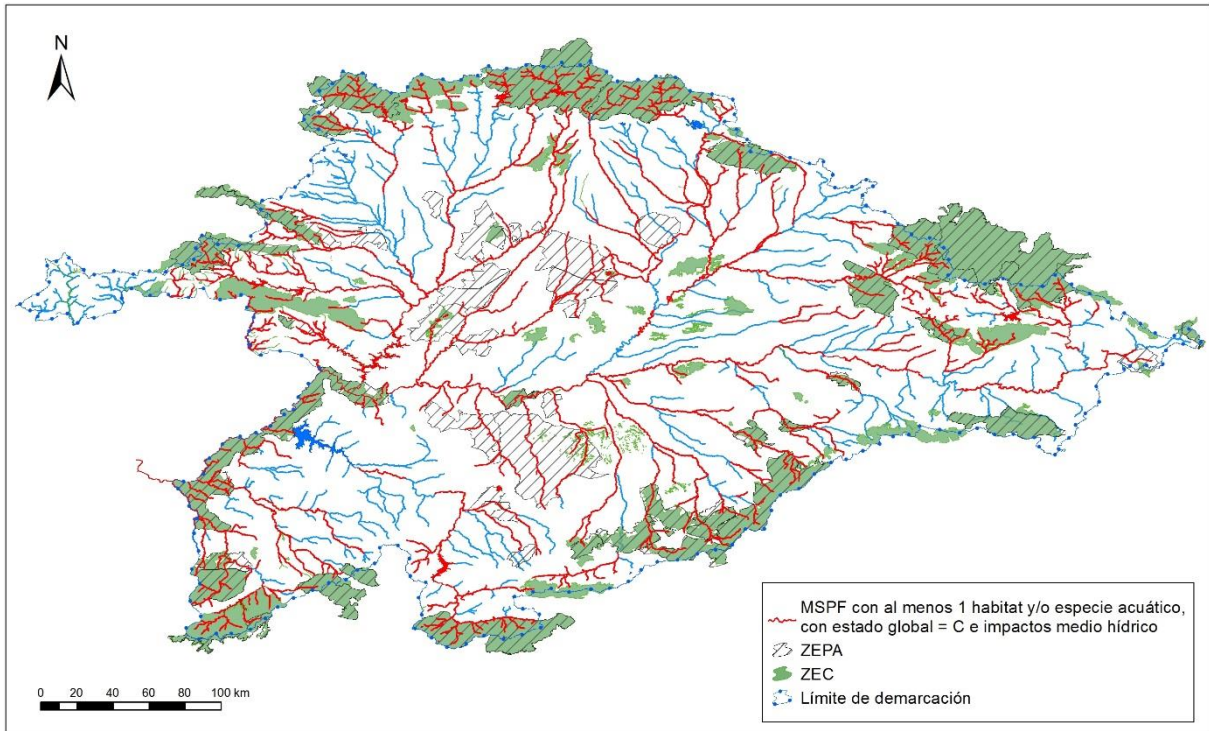 N
MSPF con al menos 1 habitat y/o especie acuático,
con estado global = C e impactos medio hídrico
ZEPA
ZEC
Límite de demarcación
0 20 40 60 80 100 km